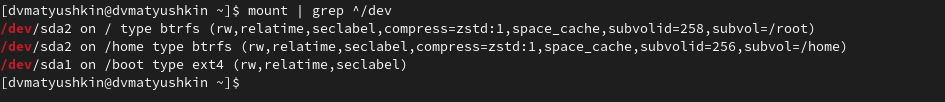 [dvmatyushkin@dvmatyushkin ~]$ mount | grep ^/dev
/dev/sda2 on / type btrfs (rw,relatime,seclabel,compress=zstd:1,space_cache,subvolid=258,subvol=/root)
/dev/sda2 on /home type btrfs (rw,relatime,seclabel,compress=zstd:1,space_cache,subvolid=256,subvol=/home)
/dev/sda1 on /boot type ext4 (rw,relatime,seclabel)
[dvmatyushkin@dvmatyushkin ~]$